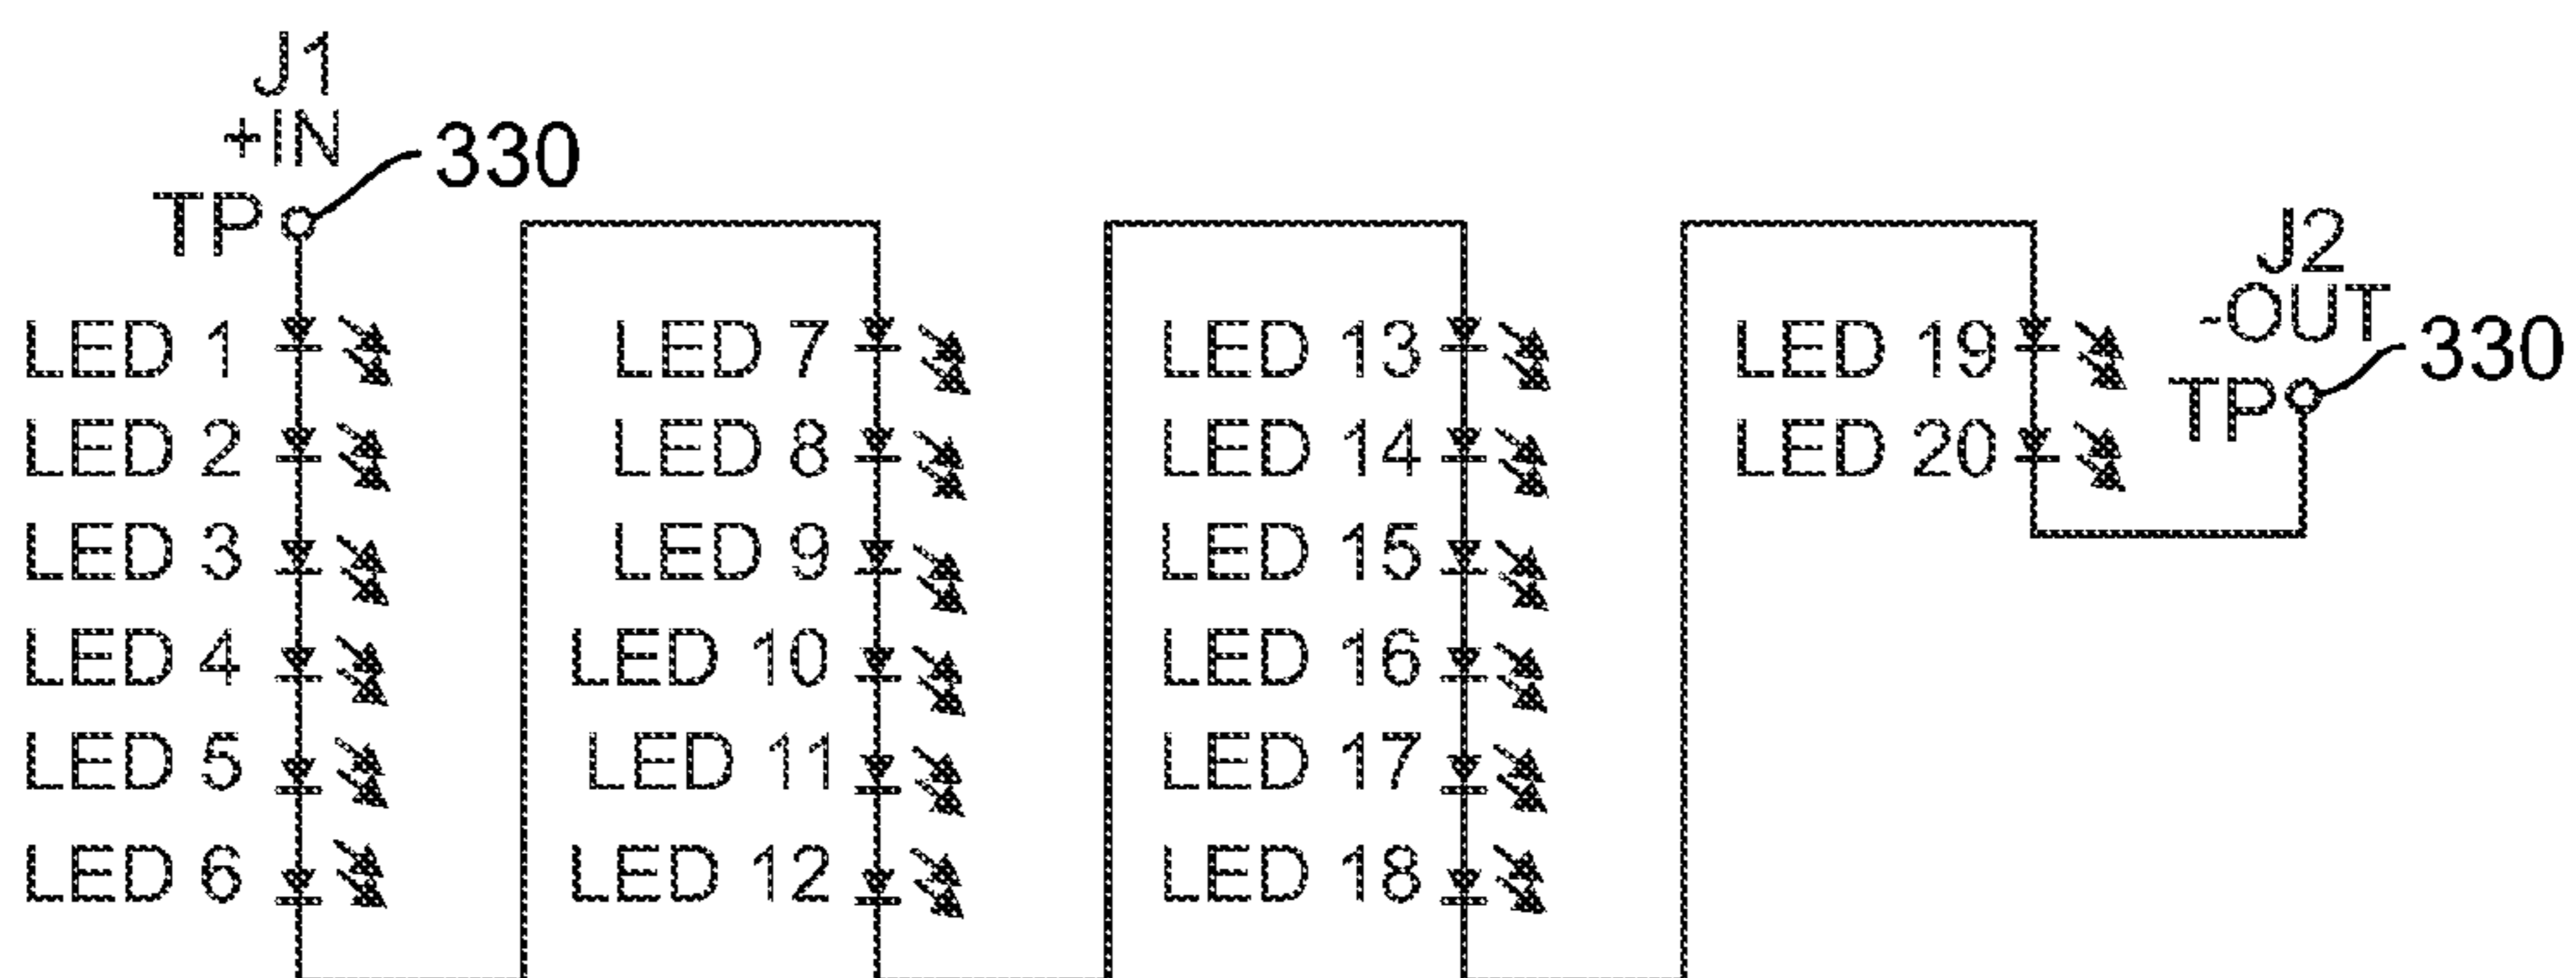 J1
+IN
TP
330
LED 1
LED 2
LED 3
LED 4
LED 5
LED 6
LED 7
LED 8
LED 9
LED 10
LED 11
LED 12
LED 13
LED 14
LED 15
LED 16
LED 17
LED 18
LED 19
LED 20
J2
-OUT
TP
330